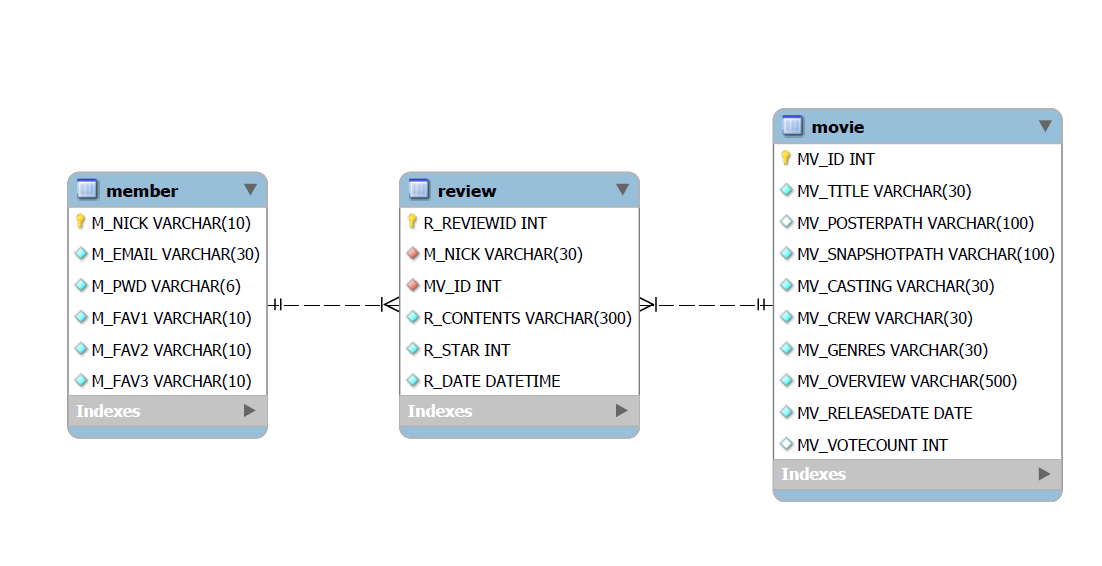 member
M_NICK VARCHAR(10)
M_EMAIL VARCHAR(30)
M_PWD VARCHAR(6)
M_FAV1 VARCHAR(10)
M_FAV2 VARCHAR(10)
M_FAV3 VARCHAR(10)
Indexes
review
R_REVIEWID INT
M_NICK VARCHAR(30)
MV_ID INT
R_CONTENTS VARCHAR(300)
R_STAR INT
R_DATE DATETIME
Indexes
movie
MV_ID INT
MV_TITLE VARCHAR(30)
MV_POSTERPATH VARCHAR(100)
MV_SNAPSHOTPATH VARCHAR(100)
MV_CASTING VARCHAR(30)
MV_CREW VARCHAR(30)
MV_GENRES VARCHAR(30)
MV_OVERVIEW VARCHAR(500)
MV_RELEASEDATE DATE
MV_VOTECOUNT INT
Indexes